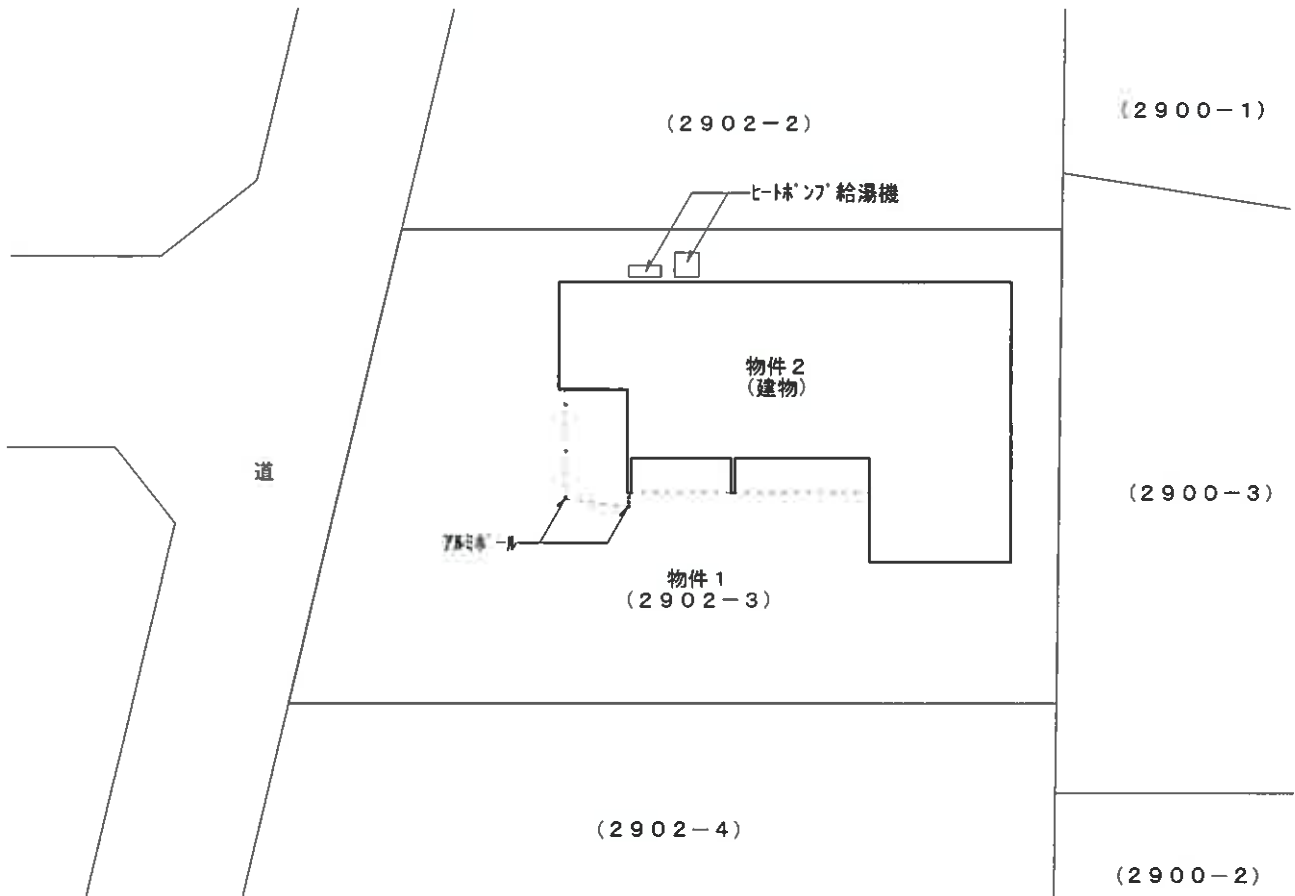 (2902-2)
(2900-1)
ヒートポンプ給湯機
物件2
(建物)
道
(2900-3)
アルミポール
物件1
(2902-3)
(2902-4)
(2900-2)